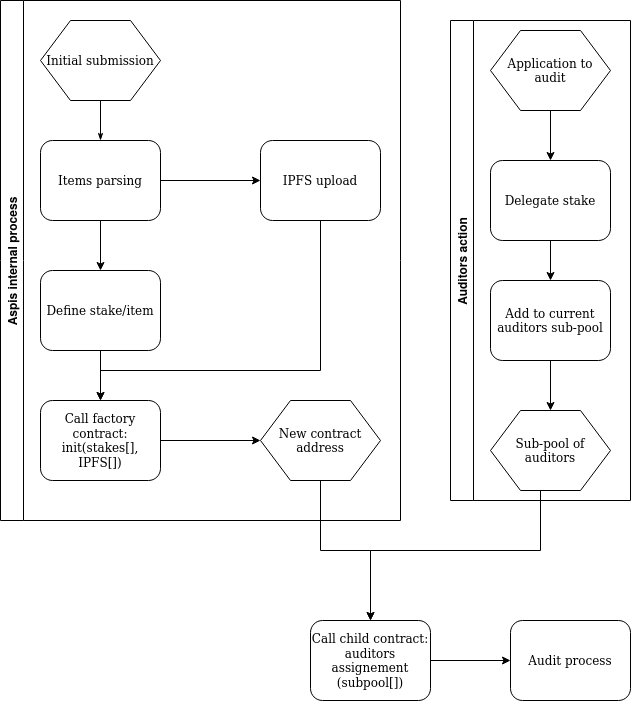 Aspis internal process
Initial submission
Items parsing
IPFS upload
Define stake/item
Call factory
contract:
init(stakes[],
IPFS[])
New contract
address
Auditors action
Application to
audit
Delegate stake
Add to current
auditors sub-pool
Sub-pool of
auditors
Call child contract:
auditors
assignement
(subpool[])
Audit process